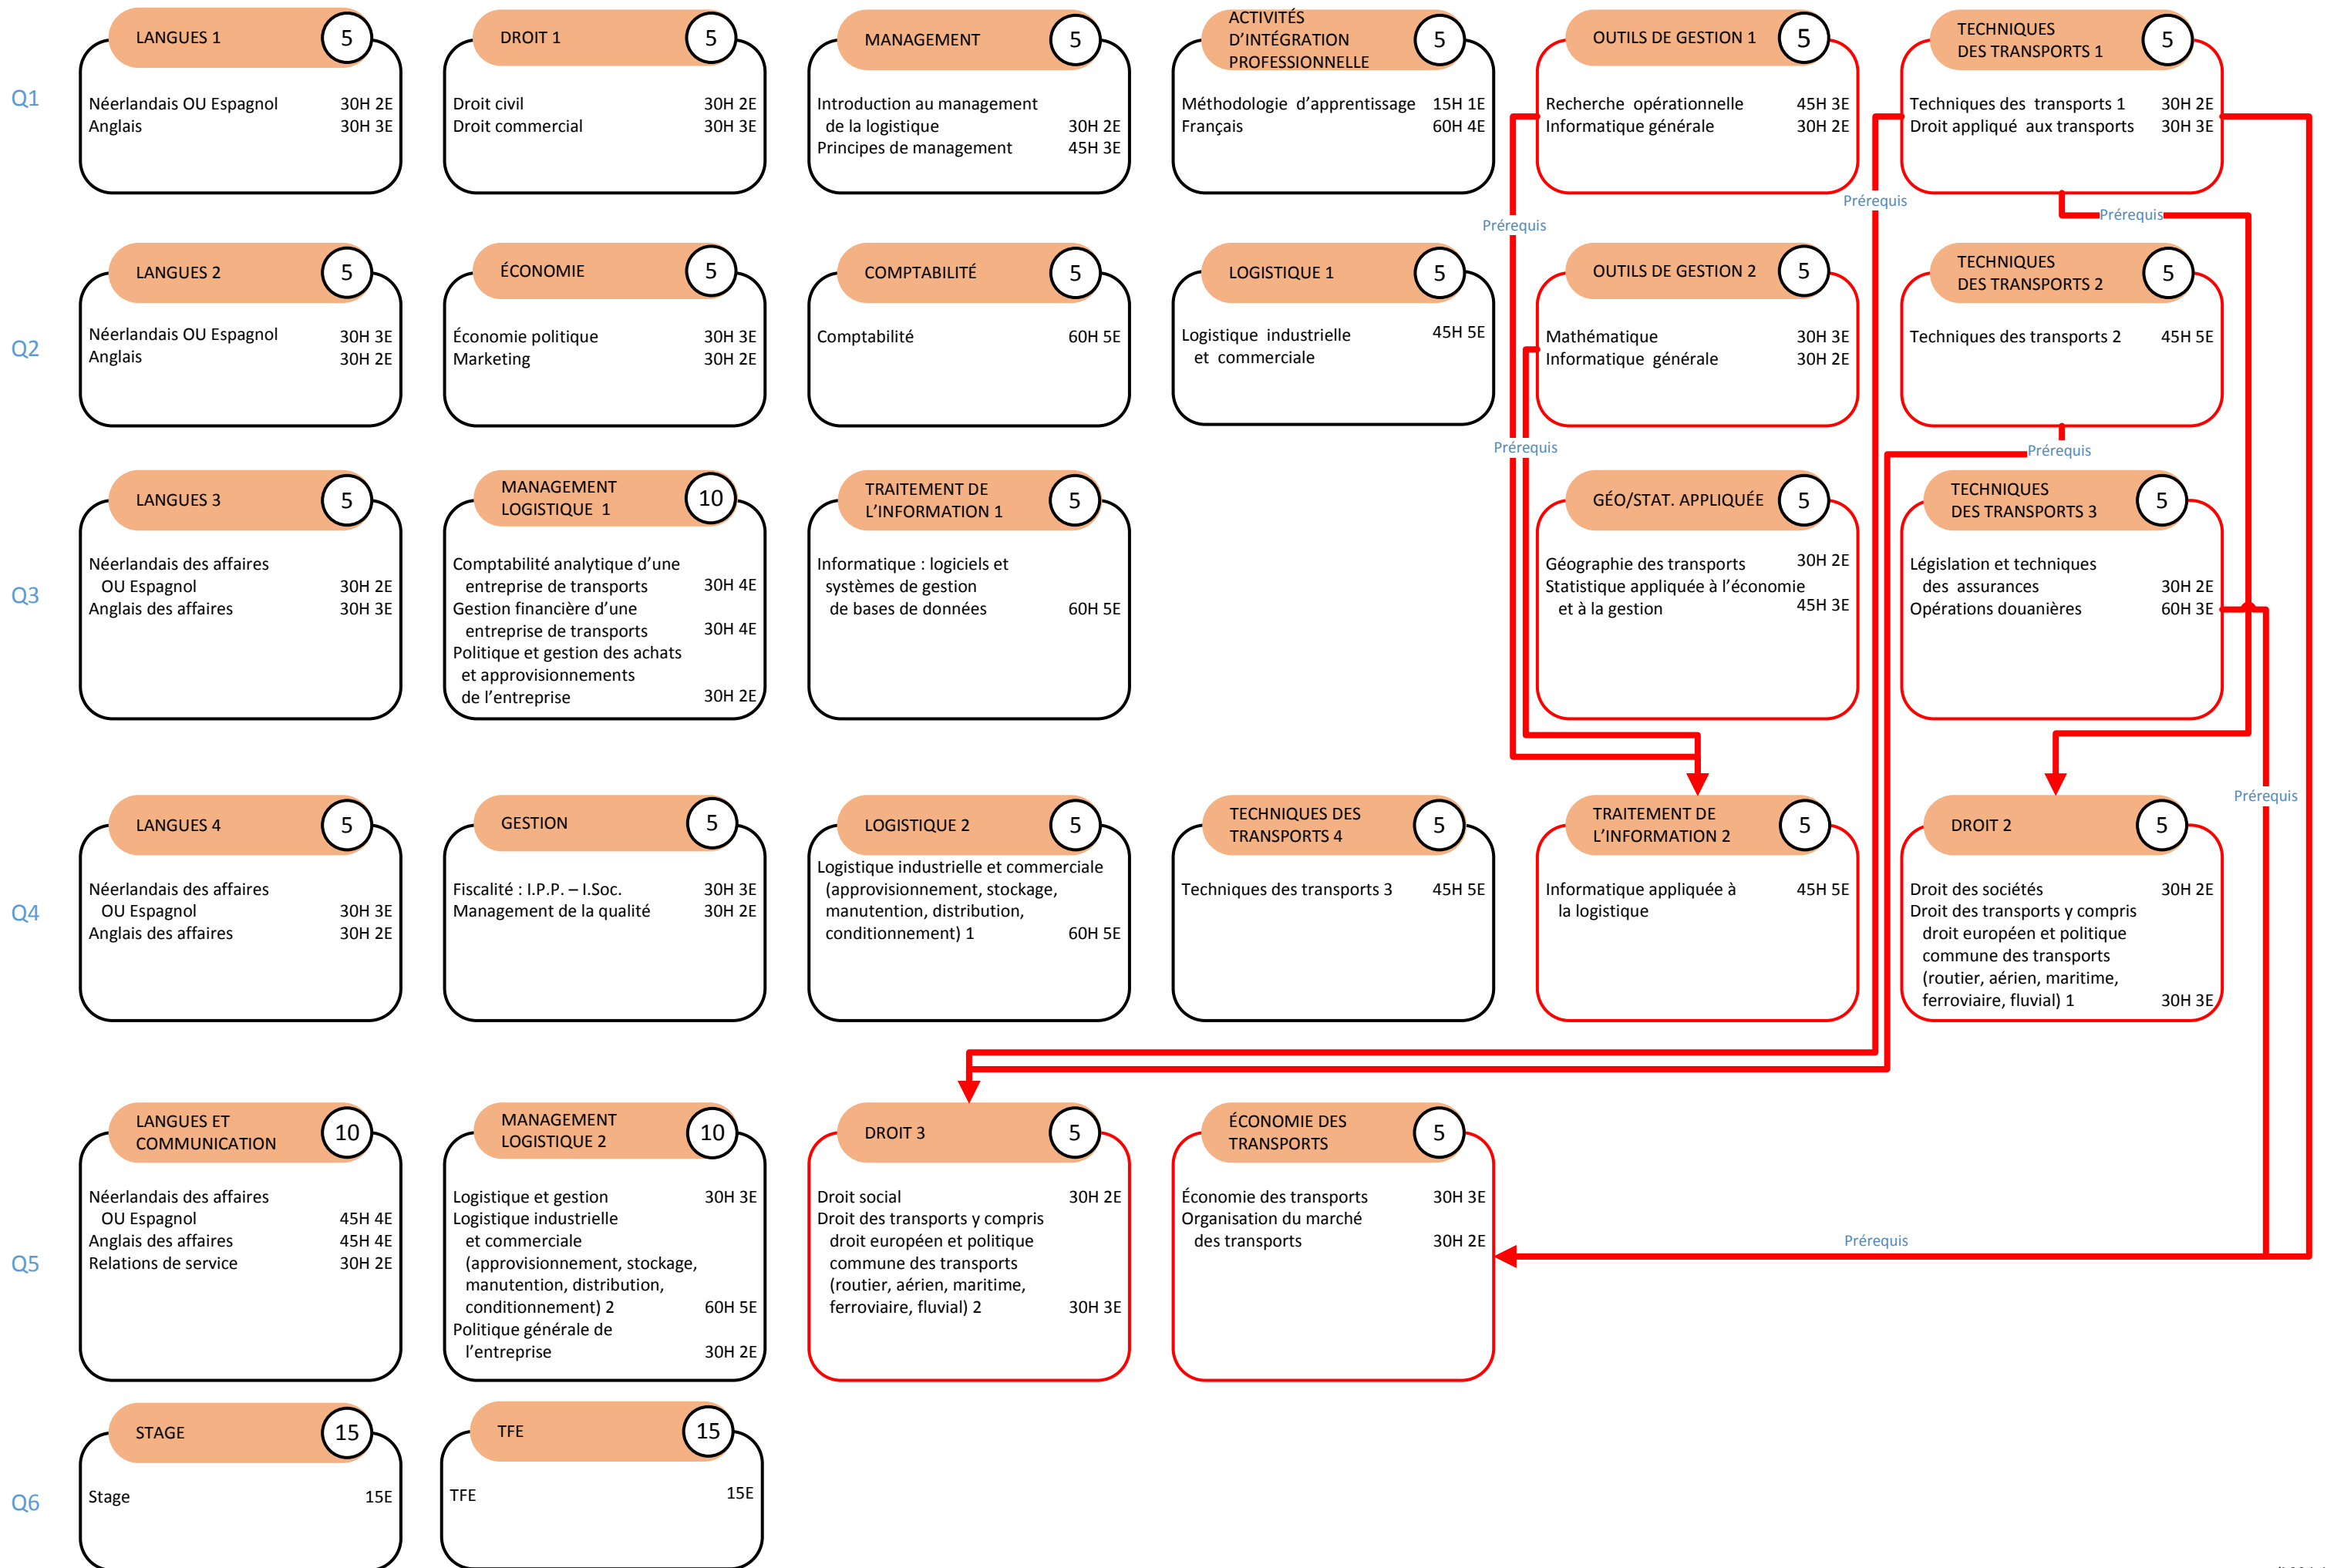 Q1
LANGUES 1
5
Néerlandais OU Espagnol 30H 2E
Anglais 30H 3E
DROIT 1
5
Droit civil 30H 2E
Droit commercial 30H 3E
MANAGEMENT
5
Introduction au management
de la logistique 30H 2E
Principes de management 45H 3E
ACTIVITÉS
D’INTÉGRATION
PROFESSIONNELLE
5
Méthodologie d’apprentissage 15H 1E
Français 60H 4E
OUTILS DE GESTION 1
5
Recherche opérationnelle 45H 3E
Informatique générale 30H 2E
TECHNIQUES
DES TRANSPORTS 1
5
Techniques des transports 1 30H 2E
Droit appliqué aux transports 30H 3E
Prérequis
Prérequis
Prérequis
Q2
LANGUES 2
5
Néerlandais OU Espagnol 30H 3E
Anglais 30H 2E
ÉCONOMIE
5
Économie politique 30H 3E
Marketing 30H 2E
COMPTABILITÉ
5
Comptabilité 60H 5E
LOGISTIQUE 1
5
Logistique industrielle 45H 5E
et commerciale
OUTILS DE GESTION 2
5
Mathématique 30H 3E
Informatique générale 30H 2E
TECHNIQUES
DES TRANSPORTS 2
5
Techniques des transports 2 45H 5E
Prérequis
Prérequis
Q3
LANGUES 3
5
Néerlandais des affaires
OU Espagnol 30H 2E
Anglais des affaires 30H 3E
MANAGEMENT
LOGISTIQUE 1
10
Comptabilité analytique d’une
entreprise de transports 30H 4E
Gestion financière d’une
entreprise de transports 30H 4E
Politique et gestion des achats
et approvisionnements
de l’entreprise 30H 2E
TRAITEMENT DE
L’INFORMATION 1
5
Informatique : logiciels et
systèmes de gestion
de bases de données 60H 5E
GÉO/STAT. APPLIQUÉE
5
Géographie des transports 30H 2E
Statistique appliquée à l’économie
et à la gestion 45H 3E
TECHNIQUES
DES TRANSPORTS 3
5
Législation et techniques
des assurances 30H 2E
Opérations douanières 60H 3E
Prérequis
Q4
LANGUES 4
5
Néerlandais des affaires
OU Espagnol 30H 3E
Anglais des affaires 30H 2E
GESTION
5
Fiscalité : I.P.P. – I.Soc. 30H 3E
Management de la qualité 30H 2E
LOGISTIQUE 2
5
Logistique industrielle et commerciale
(approvisionnement, stockage,
manutention, distribution,
conditionnement) 1 60H 5E
TECHNIQUES DES
TRANSPORTS 4
5
Techniques des transports 3 45H 5E
TRAITEMENT DE
L’INFORMATION 2
5
Informatique appliquée à 45H 5E
la logistique
DROIT 2
5
Droit des sociétés 30H 2E
Droit des transports y compris
droit européen et politique
commune des transports
(routier, aérien, maritime,
ferroviaire, fluvial) 1 30H 3E
Q5
LANGUES ET
COMMUNICATION
10
Néerlandais des affaires
OU Espagnol 45H 4E
Anglais des affaires 45H 4E
Relations de service 30H 2E
MANAGEMENT
LOGISTIQUE 2
10
Logistique et gestion 30H 3E
Logistique industrielle
et commerciale
(approvisionnement, stockage,
manutention, distribution,
conditionnement) 2 60H 5E
Politique générale de
l’entreprise 30H 2E
DROIT 3
5
Droit social 30H 2E
Droit des transports y compris
droit européen et politique
commune des transports
(routier, aérien, maritime,
ferroviaire, fluvial) 2 30H 3E
ÉCONOMIE DES
TRANSPORTS
5
Économie des transports 30H 3E
Organisation du marché
des transports 30H 2E
Prérequis
Q6
STAGE
15
Stage 15E
TFE
15
TFE 15E